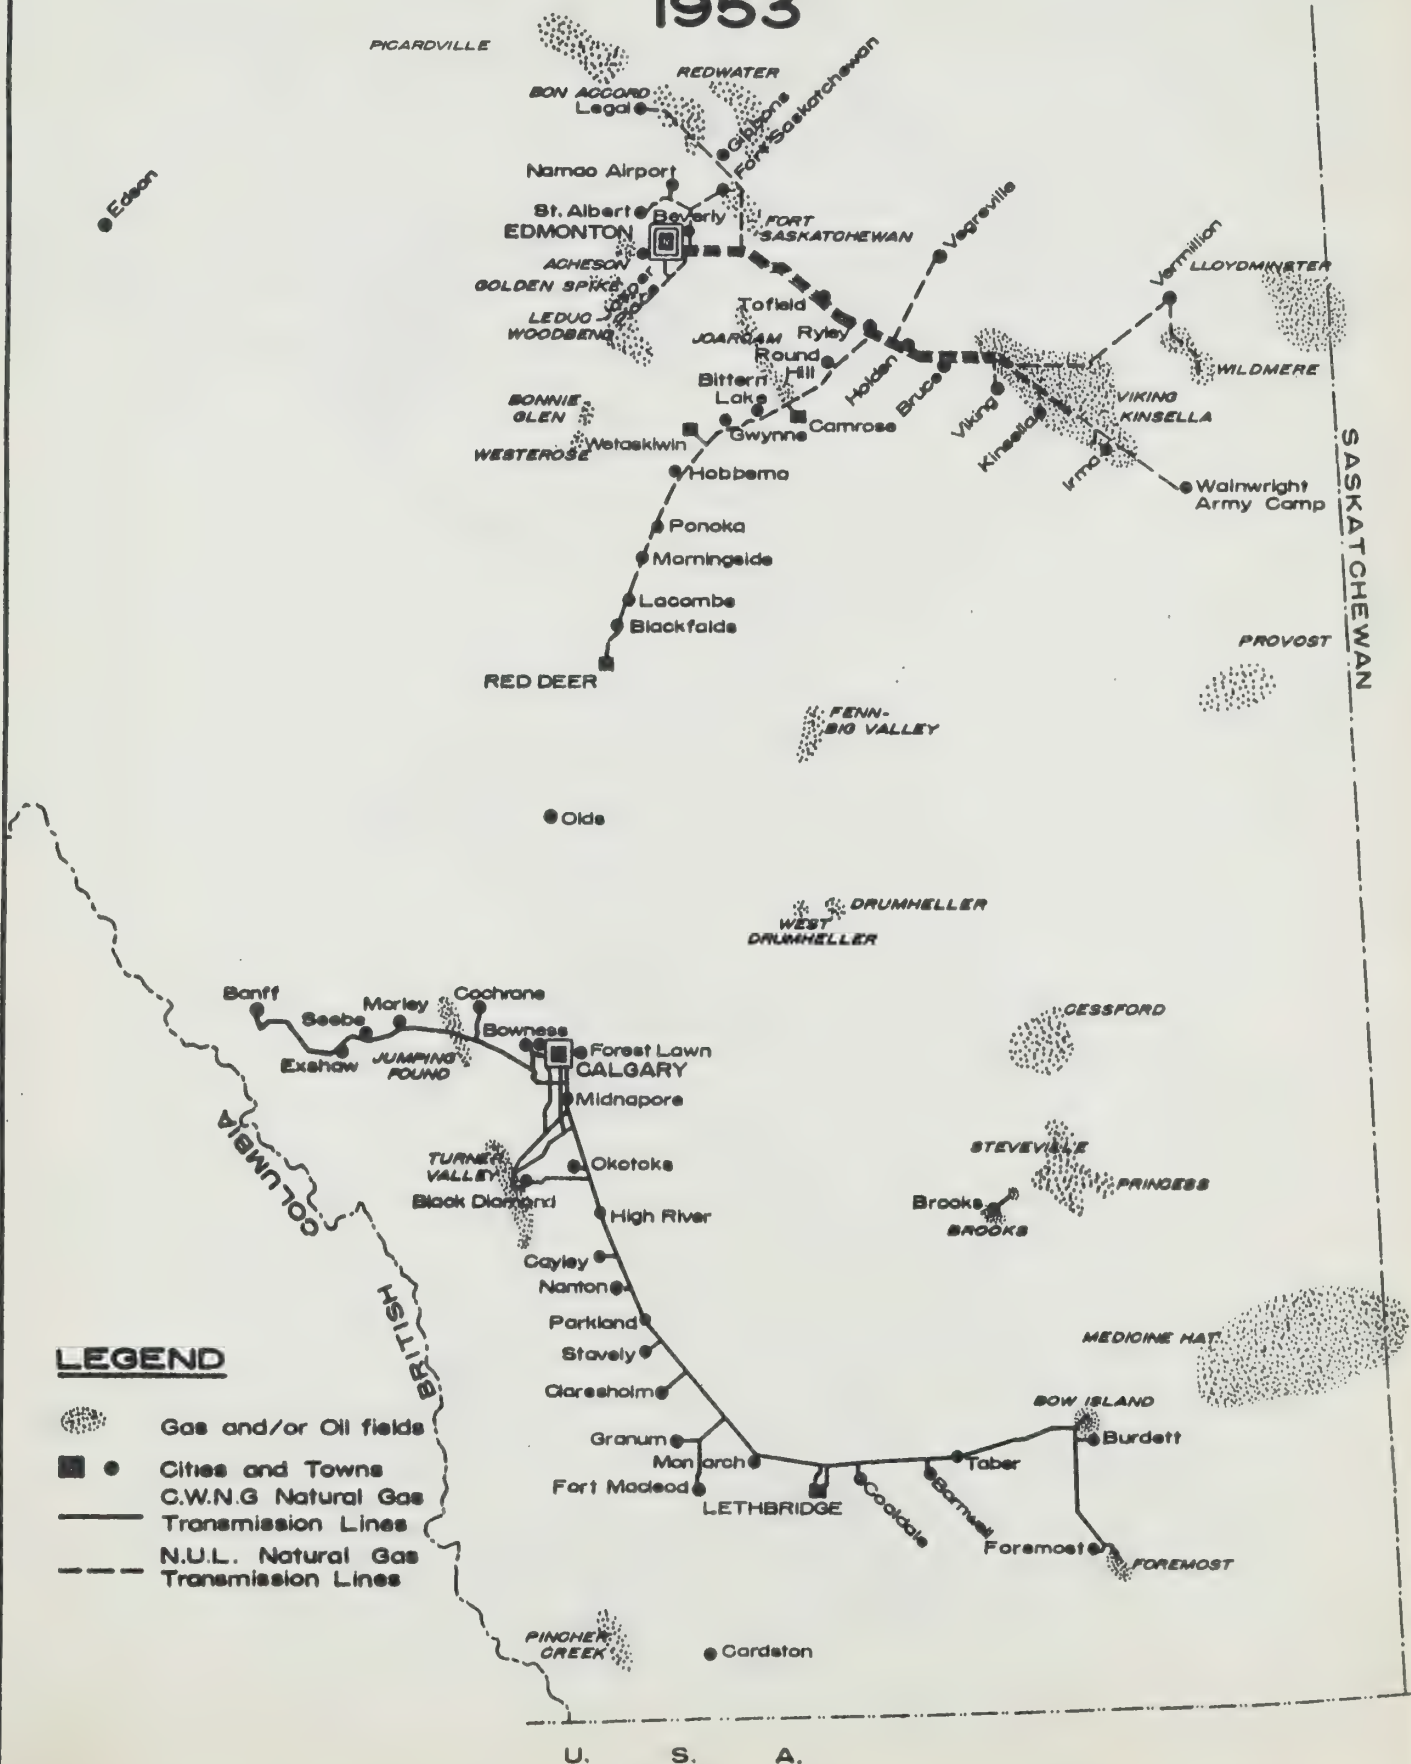 1953
PICARDVILLE
REDWATER
BON ACCORD
Legal
Gibbons
Fort Saskatchewan
Edson
Namao Airport
St. Albert
Beverly
EDMONTON
FORT
SASKATCHEWAN
Vegreville
Vermillion
LLOYDMINSTER
ACHESON
GOLDEN SPIKE
LEDUC
WOODBEND
Tofield
JOARCAM
Ryley
Round
Hill
Holden
Bruce
Viking
Kinsella
Irma
WILDMERE
VIKING
KINSELLA
Bittern
Lake
BONNIE
GLEN
Gwynne
Camrose
Wetaskiwin
WESTEROSE
Hobbema
Wainwright
Army Camp
SASKATCHEWAN
Ponoka
Morningside
Lacombe
Blackfalds
RED DEER
PROVOST
FENN-
BIG VALLEY
Olds
DRUMHELLER
WEST
DRUMHELLER
Banff
Seebe
Morley
Cochrane
Bowness
Exshaw
JUMPING
POUND
Forest Lawn
CALGARY
Midnapore
CESSFORD
BRITISH COLUMBIA
TURNER
VALLEY
Okotoks
Black Diamond
STEVEVILLE
PRINCESS
Brooks
BROOKS
High River
Cayley
Nanton
Parkland
Stavely
Claresholm
MEDICINE HAT
BOW ISLAND
Burdett
Granum
Monarch
Fort Macleod
LETHBRIDGE
Coaldale
Barnwell
Taber
Foremost
FOREMOST
LEGEND
Gas and/or Oil fields
Cities and Towns
C.W.N.G Natural Gas
Transmission Lines
N.U.L. Natural Gas
Transmission Lines
PINCHER
CREEK
Cardston
U. S. A.